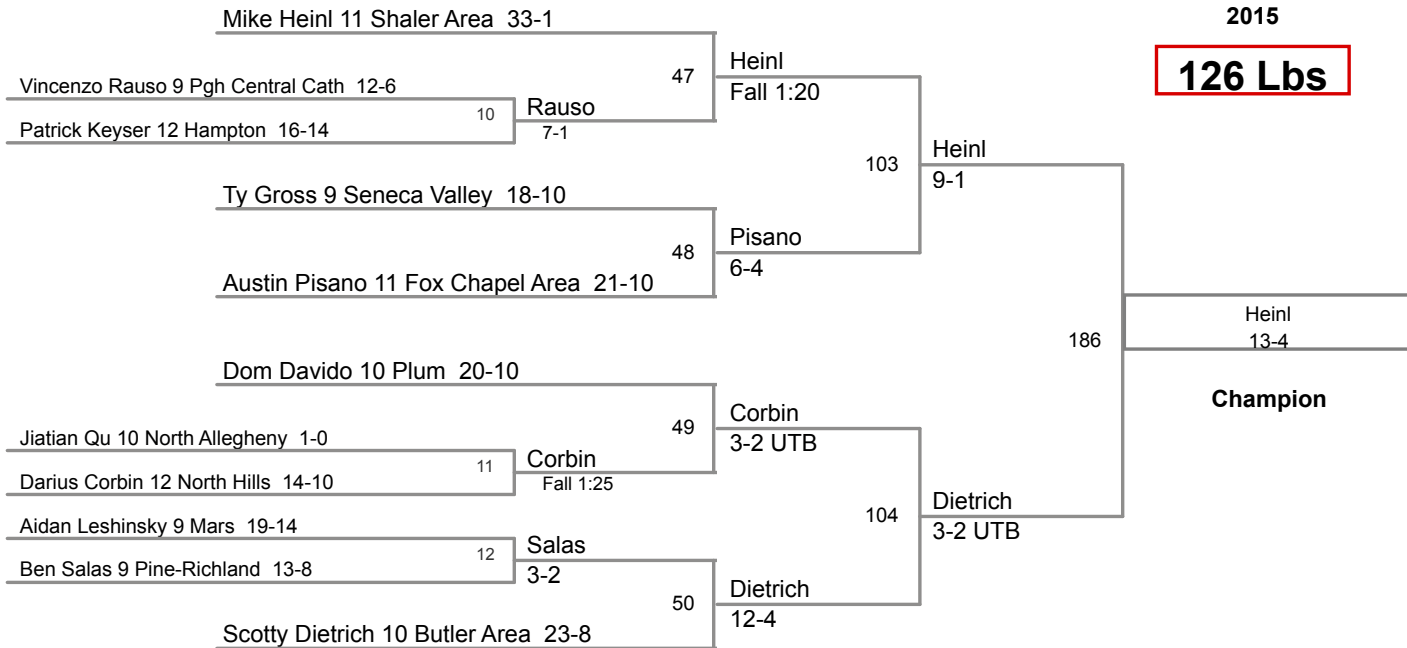 Mike Heinl 11 Shaler Area 33-1
2015
126 Lbs
Vincenzo Rauso 9 Pgh Central Cath 12-6
Patrick Keyser 12 Hampton 16-14
10
Rauso
7-1
47
Heinl
Fall 1:20
Ty Gross 9 Seneca Valley 18-10
Austin Pisano 11 Fox Chapel Area 21-10
48
Pisano
6-4
103
Heinl
9-1
Dom Davido 10 Plum 20-10
Jiatian Qu 10 North Allegheny 1-0
Darius Corbin 12 North Hills 14-10
11
Corbin
Fall 1:25
49
Corbin
3-2 UTB
Aidan Leshinsky 9 Mars 19-14
Ben Salas 9 Pine-Richland 13-8
12
Salas
3-2
Scotty Dietrich 10 Butler Area 23-8
50
Dietrich
12-4
104
Dietrich
3-2 UTB
186
Heinl
13-4
Champion